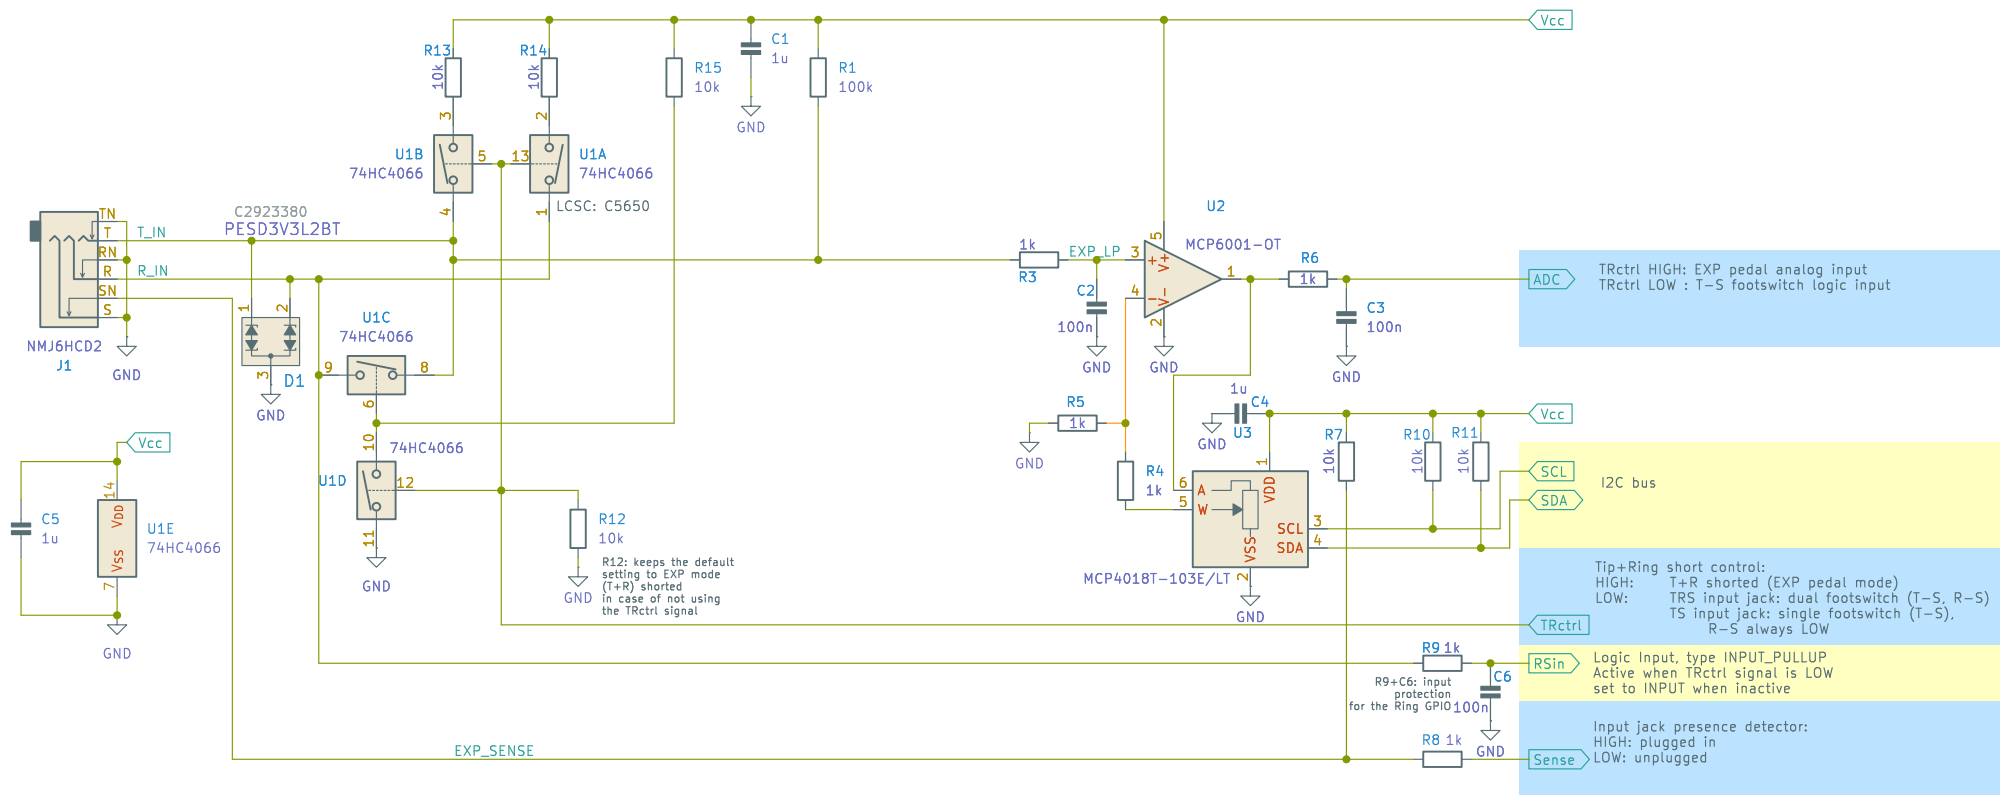 Vcc
R13
10k
R14
10k
R15
10k
C1
1u
GND
R1
100k
3
2
U1B
74HC4066
5
13
U1A
74HC4066
4
1
LCSC: C5650
C2923380
PESD3V3L2BT
TN
T
RN
R
SN
S
T_IN
R_IN
NMJ6HCD2
J1
GND
1
2
3
D1
GND
U1C
74HC4066
9
8
6
10
74HC4066
U1D
12
11
GND
R12
10k
GND
R12: keeps the default
setting to EXP mode
(T+R) shorted
in case of not using
the TRctrl signal
Vcc
14
VDD
VSS
7
U1E
74HC4066
C5
1u
GND
1k
R3
EXP_LP
C2
100n
GND
U2
MCP6001-OT
3
4
5
2
1
+
V+
V-
GND
R6
1k
C3
100n
GND
ADC
TRctrl HIGH: EXP pedal analog input
TRctrl LOW : T-S footswitch logic input
R5
1k
GND
R4
1k
1u
C4
GND
U3
Vcc
R7
10k
R10
10k
R11
10k
6
5
A
W
1
VDD
VSS
2
SCL
SDA
3
4
MCP4018T-103E/LT
GND
SCL
SDA
I2C bus
Tip+Ring short control:
HIGH: T+R shorted (EXP pedal mode)
LOW: TRS input jack: dual footswitch (T-S, R-S)
TS input jack: single footswitch (T-S),
R-S always LOW
TRctrl
R9 1k
RSin
C6
100n
GND
R9+C6: input
protection
for the Ring GPIO
Logic Input, type INPUT_PULLUP
Active when TRctrl signal is LOW
set to INPUT when inactive
EXP_SENSE
R8 1k
Sense
Input jack presence detector:
HIGH: plugged in
LOW: unplugged